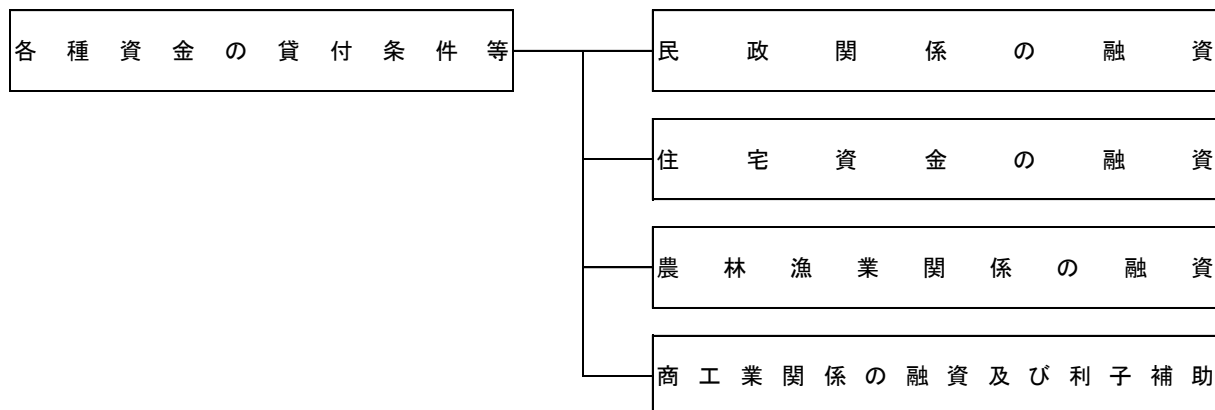 各種資金の貸付条件等
民政関係の融資
住宅資金の融資
農林漁業関係の融資
商工業関係の融資及び利子補助